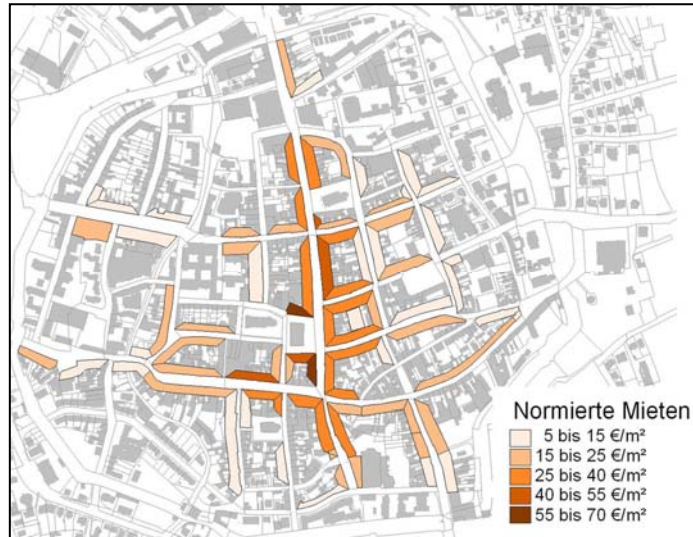 Normierte Mieten
5 bis 15 €/m²
15 bis 25 €/m²
25 bis 40 €/m²
40 bis 55 €/m²
55 bis 70 €/m²